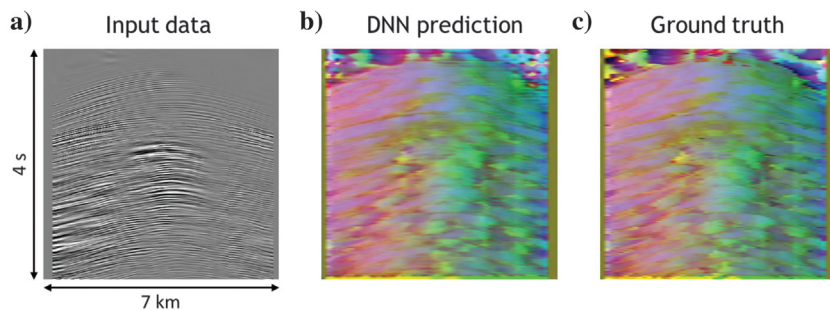 a) Input data
b) DNN prediction
c) Ground truth
4 s
7 km